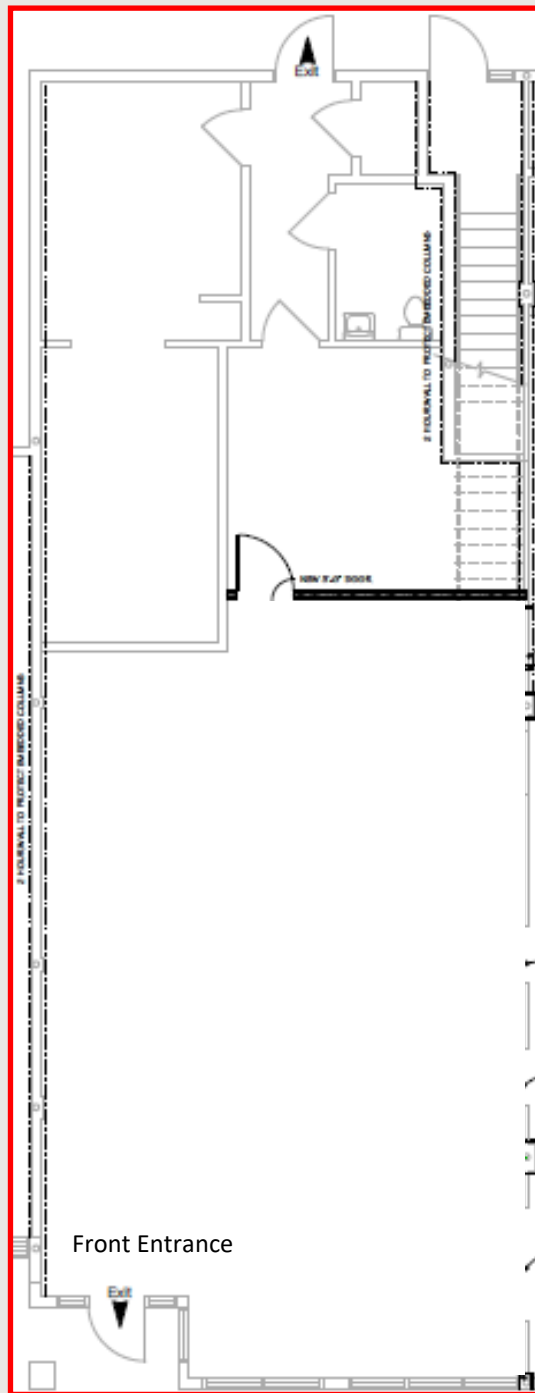 Exit
2 HOUR WALL TO PROTECT EMBEDDED COLUMNS
NEW 3'-0" DOOR
2 HOUR WALL TO PROTECT EMBEDDED COLUMNS
Front Entrance
Exit